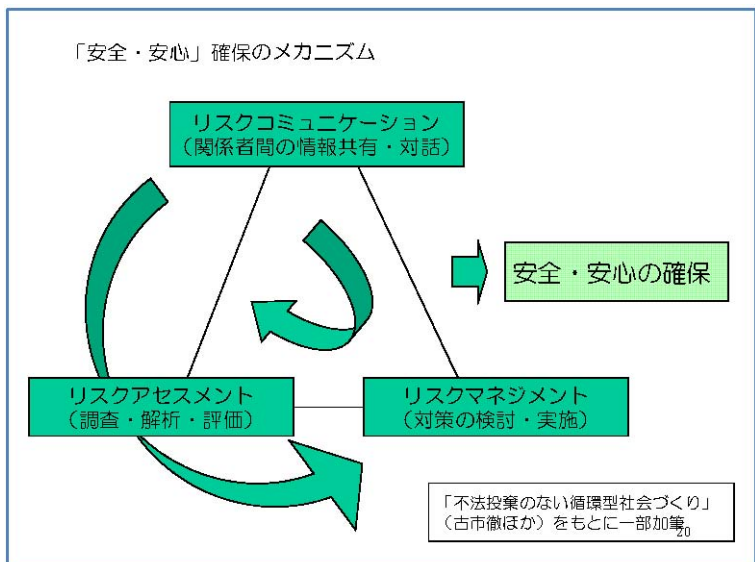 「安全・安心」確保のメカニズム
リスクコミュニケーション
（関係者間の情報共有・対話）
安全・安心の確保
リスクアセスメント
（調査・解析・評価）
リスクマネジメント
（対策の検討・実施）
「不法投棄のない循環型社会づくり」
（古市徹ほか）をもとに一部加筆
20